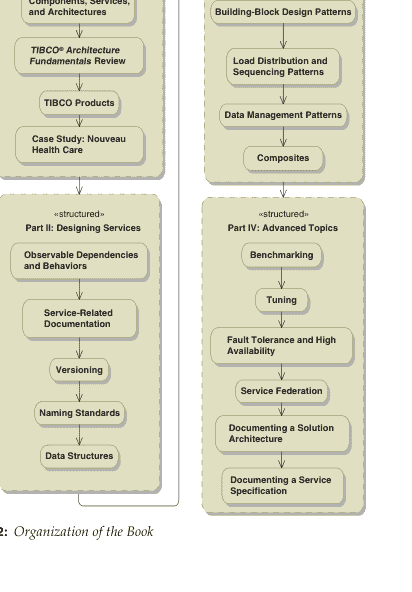 Components, Services,
and Architectures
TIBCO® Architecture
Fundamentals Review
TIBCO Products
Case Study: Nouveau
Health Care
«structured»
Part II: Designing Services
Observable Dependencies
and Behaviors
Service-Related
Documentation
Versioning
Naming Standards
Data Structures
Building-Block Design Patterns
Load Distribution and
Sequencing Patterns
Data Management Patterns
Composites
«structured»
Part IV: Advanced Topics
Benchmarking
Tuning
Fault Tolerance and High
Availability
Service Federation
Documenting a Solution
Architecture
Documenting a Service
Specification
2: Organization of the Book